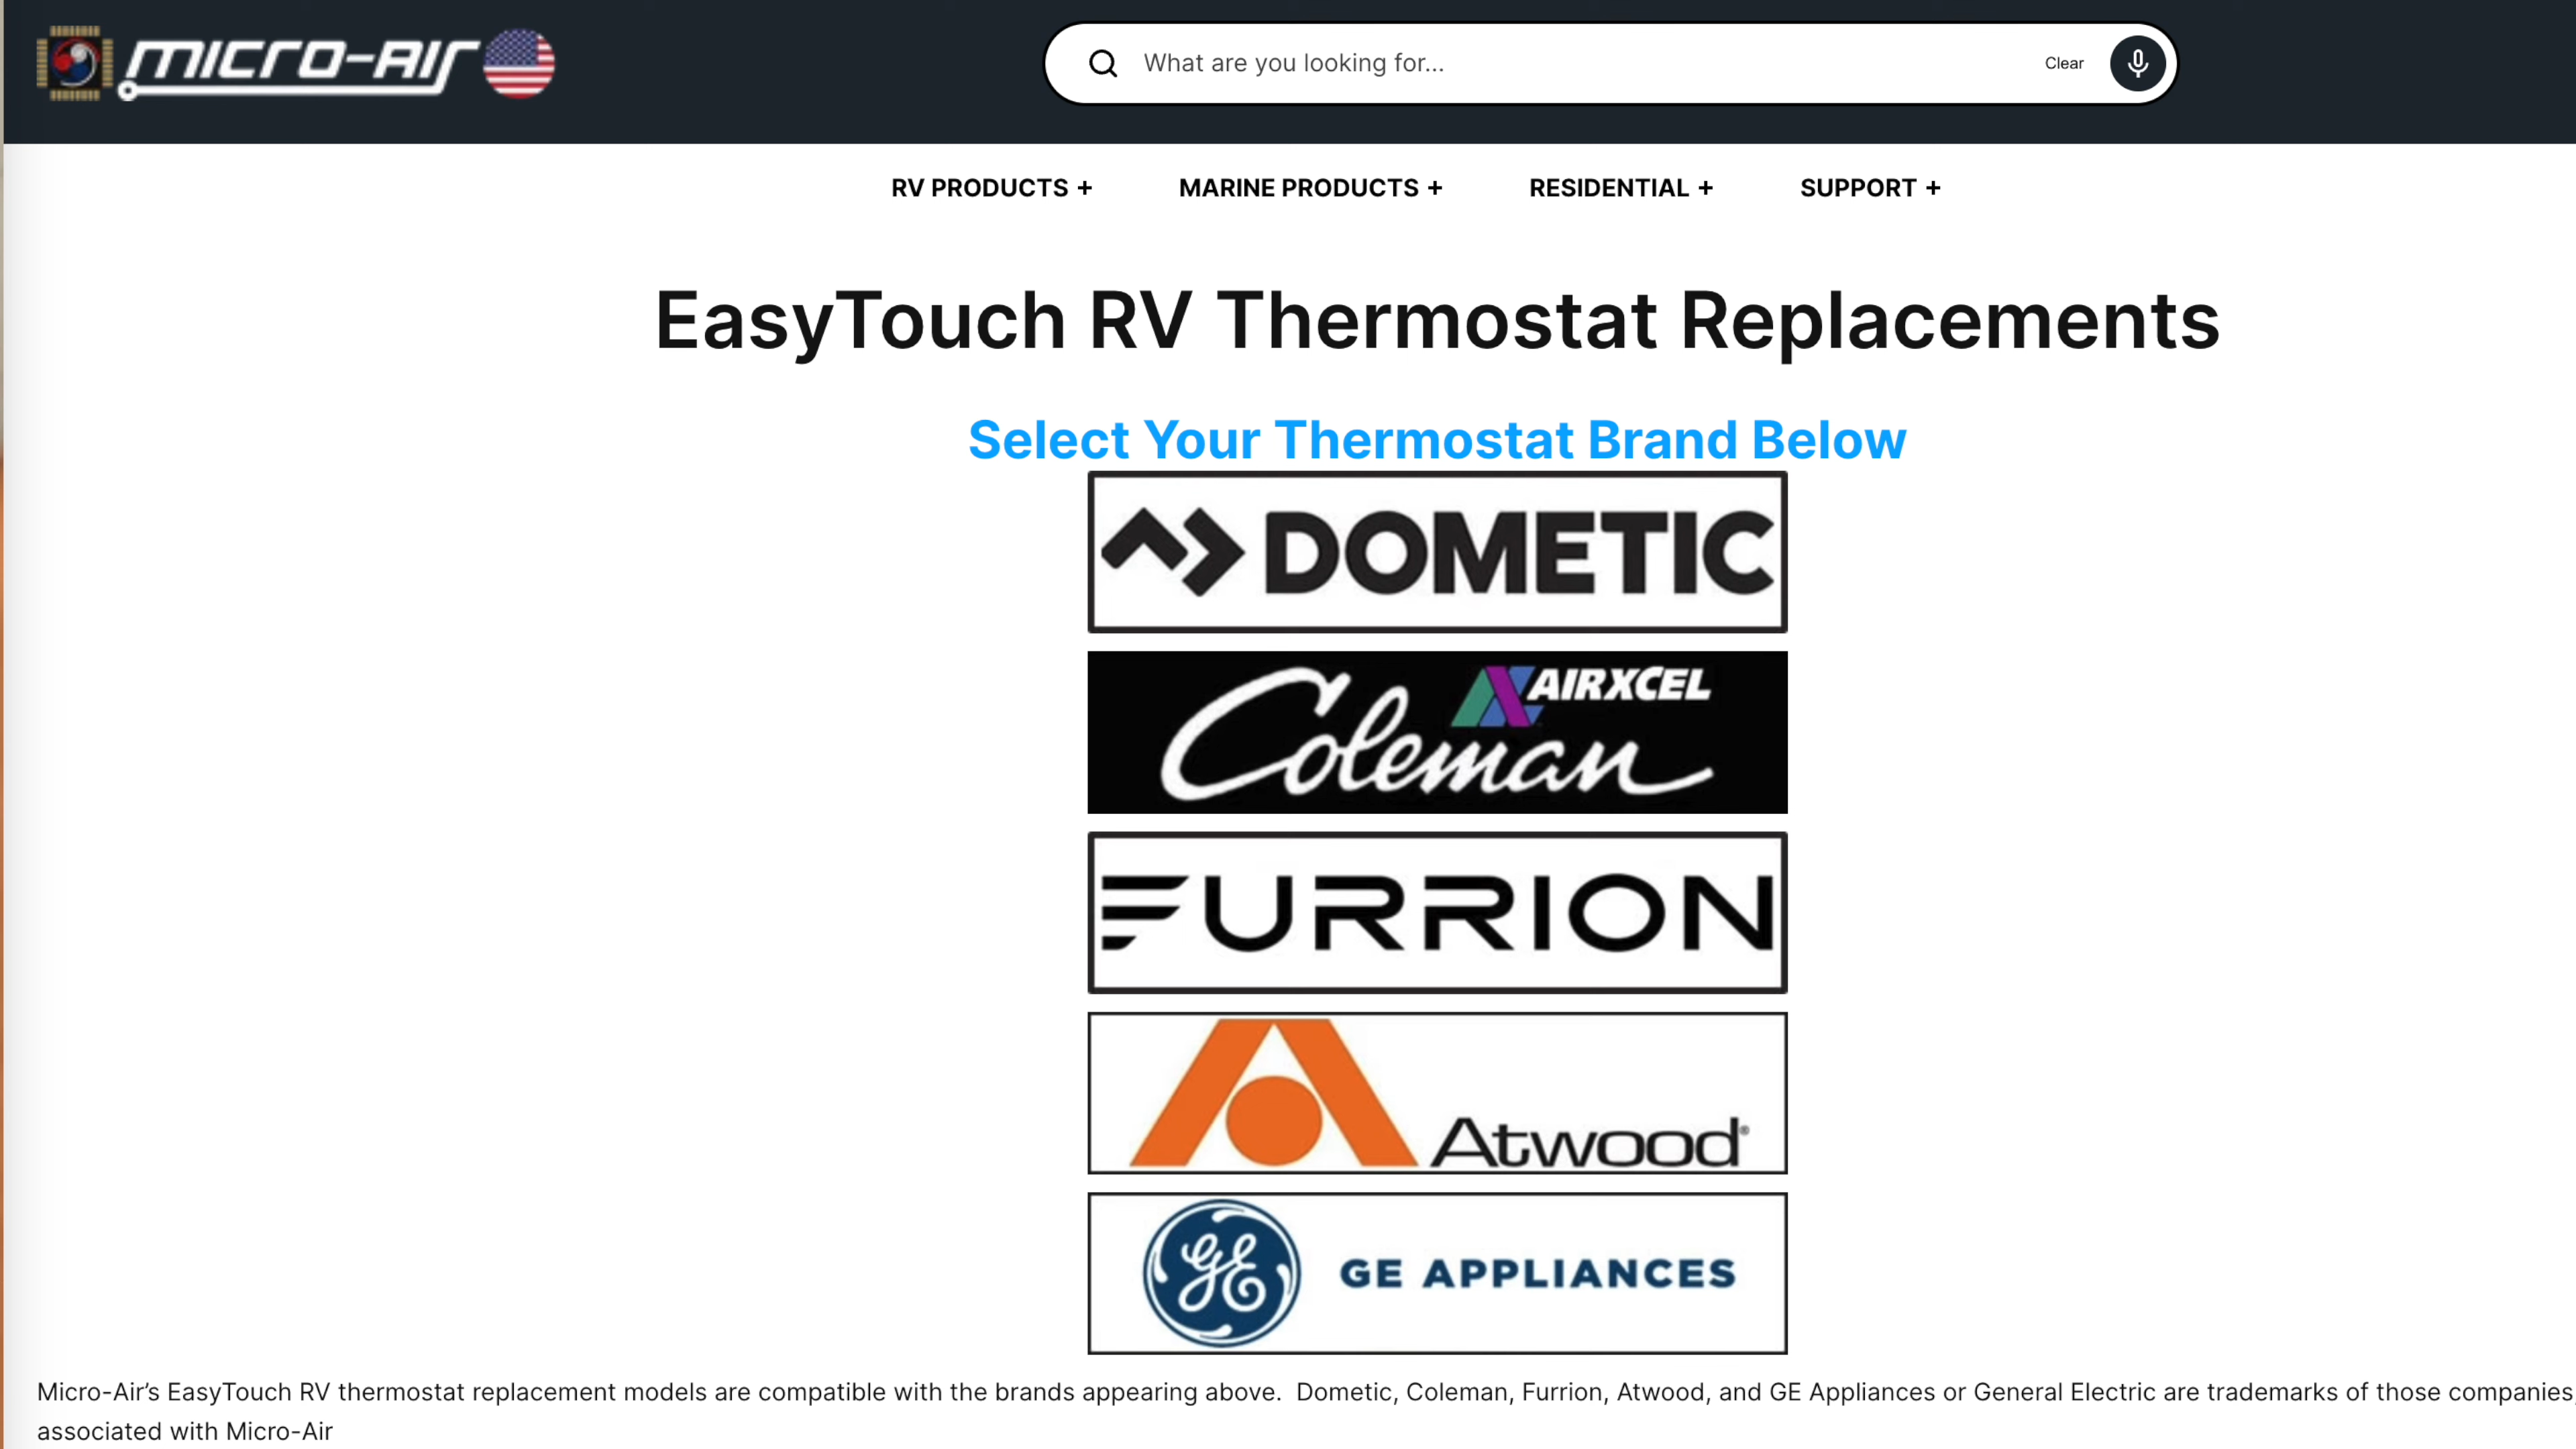 MICRO-AIR
What are you looking for...
Clear
RV PRODUCTS +
MARINE PRODUCTS +
RESIDENTIAL +
SUPPORT +
EasyTouch RV Thermostat Replacements
Select Your Thermostat Brand Below
DOMETIC
AIRXCEL
Coleman
FURRION
Atwood®
GE GE APPLIANCES
Micro-Air's EasyTouch RV thermostat replacement models are compatible with the brands appearing above.  Dometic, Coleman, Furrion, Atwood, and GE Appliances or General Electric are trademarks of those companies,
associated with Micro-Air